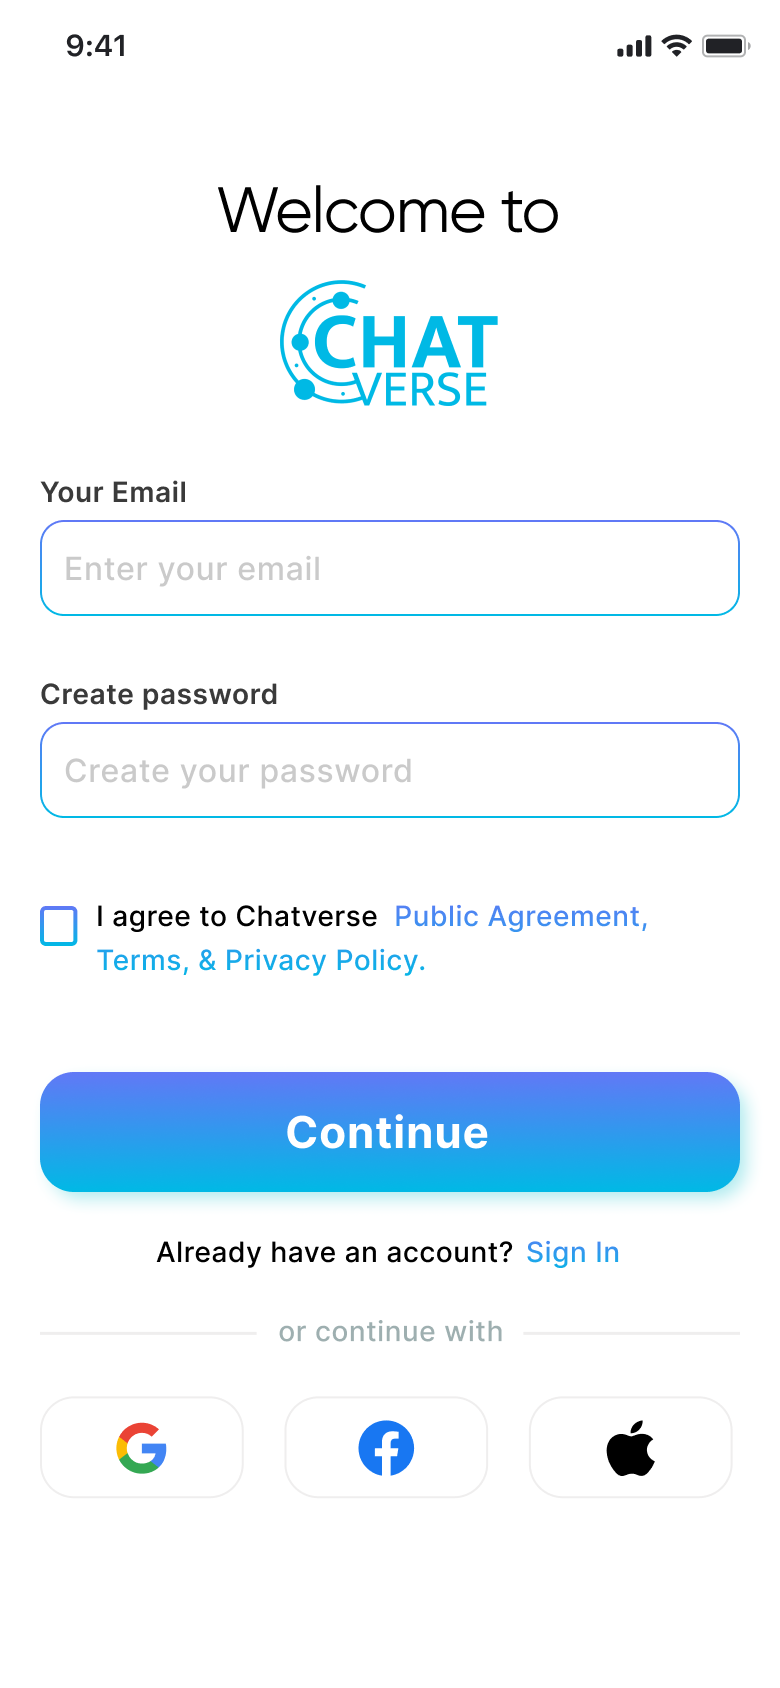 9:41
Welcome to
CHAT
VERSE
Your Email
Enter your email
Create password
Create your password
I agree to Chatverse Public Agreement,
Terms, & Privacy Policy.
Continue
Already have an account? Sign In
or continue with